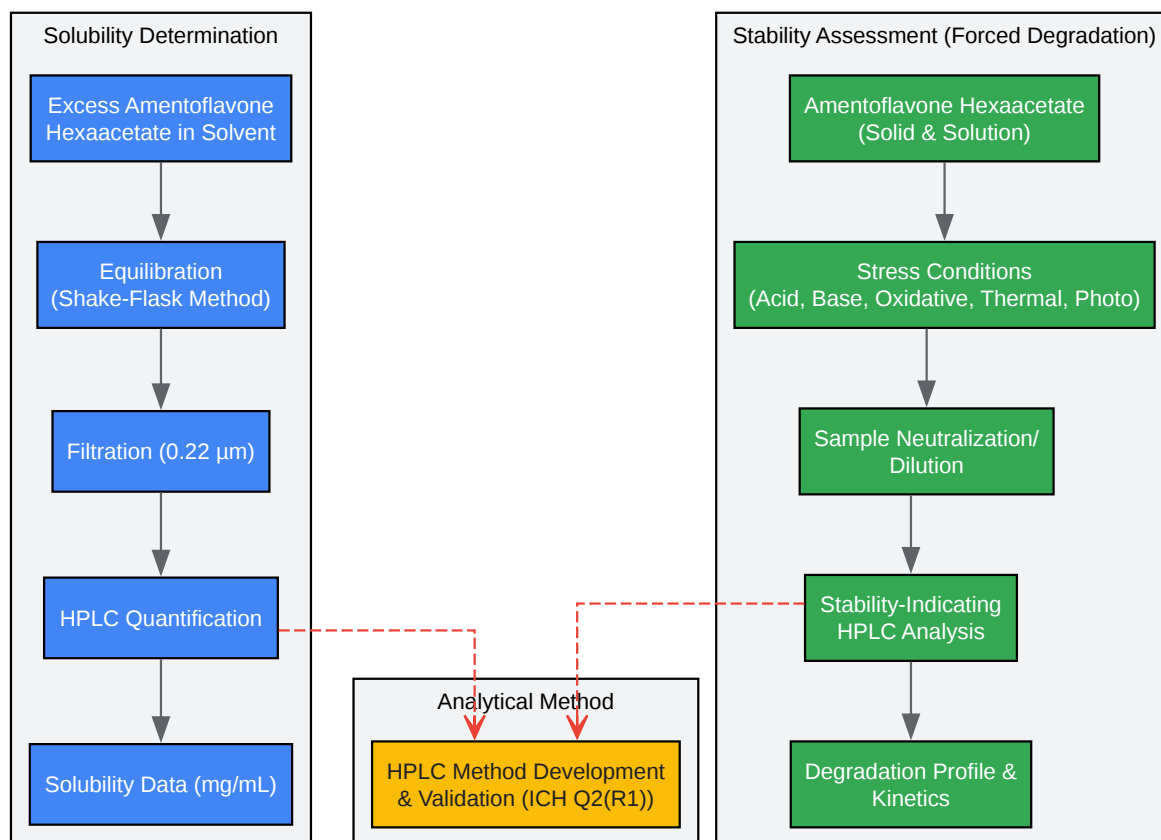 Solubility Determination
Excess Amentoflavone
Hexaacetate in Solvent
Equilibration
(Shake-Flask Method)
Filtration (0.22 µm)
HPLC Quantification
Solubility Data (mg/mL)
Analytical Method
HPLC Method Development
& Validation (ICH Q2(R1))
Stability Assessment (Forced Degradation)
Amentoflavone Hexaacetate
(Solid & Solution)
Stress Conditions
(Acid, Base, Oxidative, Thermal, Photo)
Sample Neutralization/
Dilution
Stability-Indicating
HPLC Analysis
Degradation Profile &
Kinetics